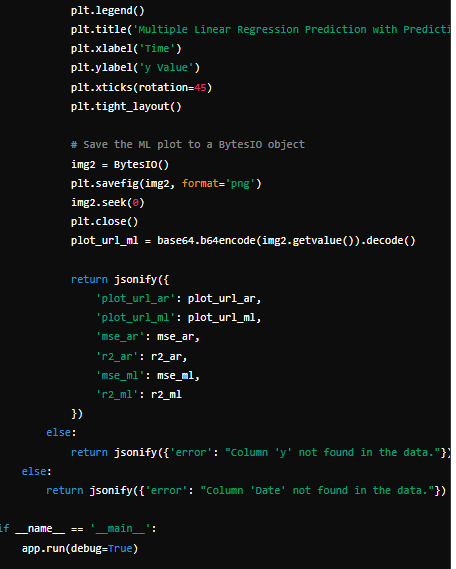 plt.legend()
plt.title('Multiple Linear Regression Prediction with Predicti
plt.xlabel('Time')
plt.ylabel('y Value')
plt.xticks(rotation=45)
plt.tight_layout()
# Save the ML plot to a BytesIO object
img2 = BytesIO()
plt.savefig(img2, format='png')
img2.seek(0)
plt.close()
plot_url_ml = base64.b64encode(img2.getvalue()).decode()
return jsonify({
'plot_url_ar': plot_url_ar,
'plot_url_ml': plot_url_ml,
'mse_ar': mse_ar,
'r2_ar': r2_ar,
'mse_ml': mse_ml,
'r2_ml': r2_ml
})
else:
return jsonify({'error': "Column 'y' not found in the data."})
else:
return jsonify({'error': "Column 'Date' not found in the data."})
if __name__ == '__main__':
app.run(debug=True)